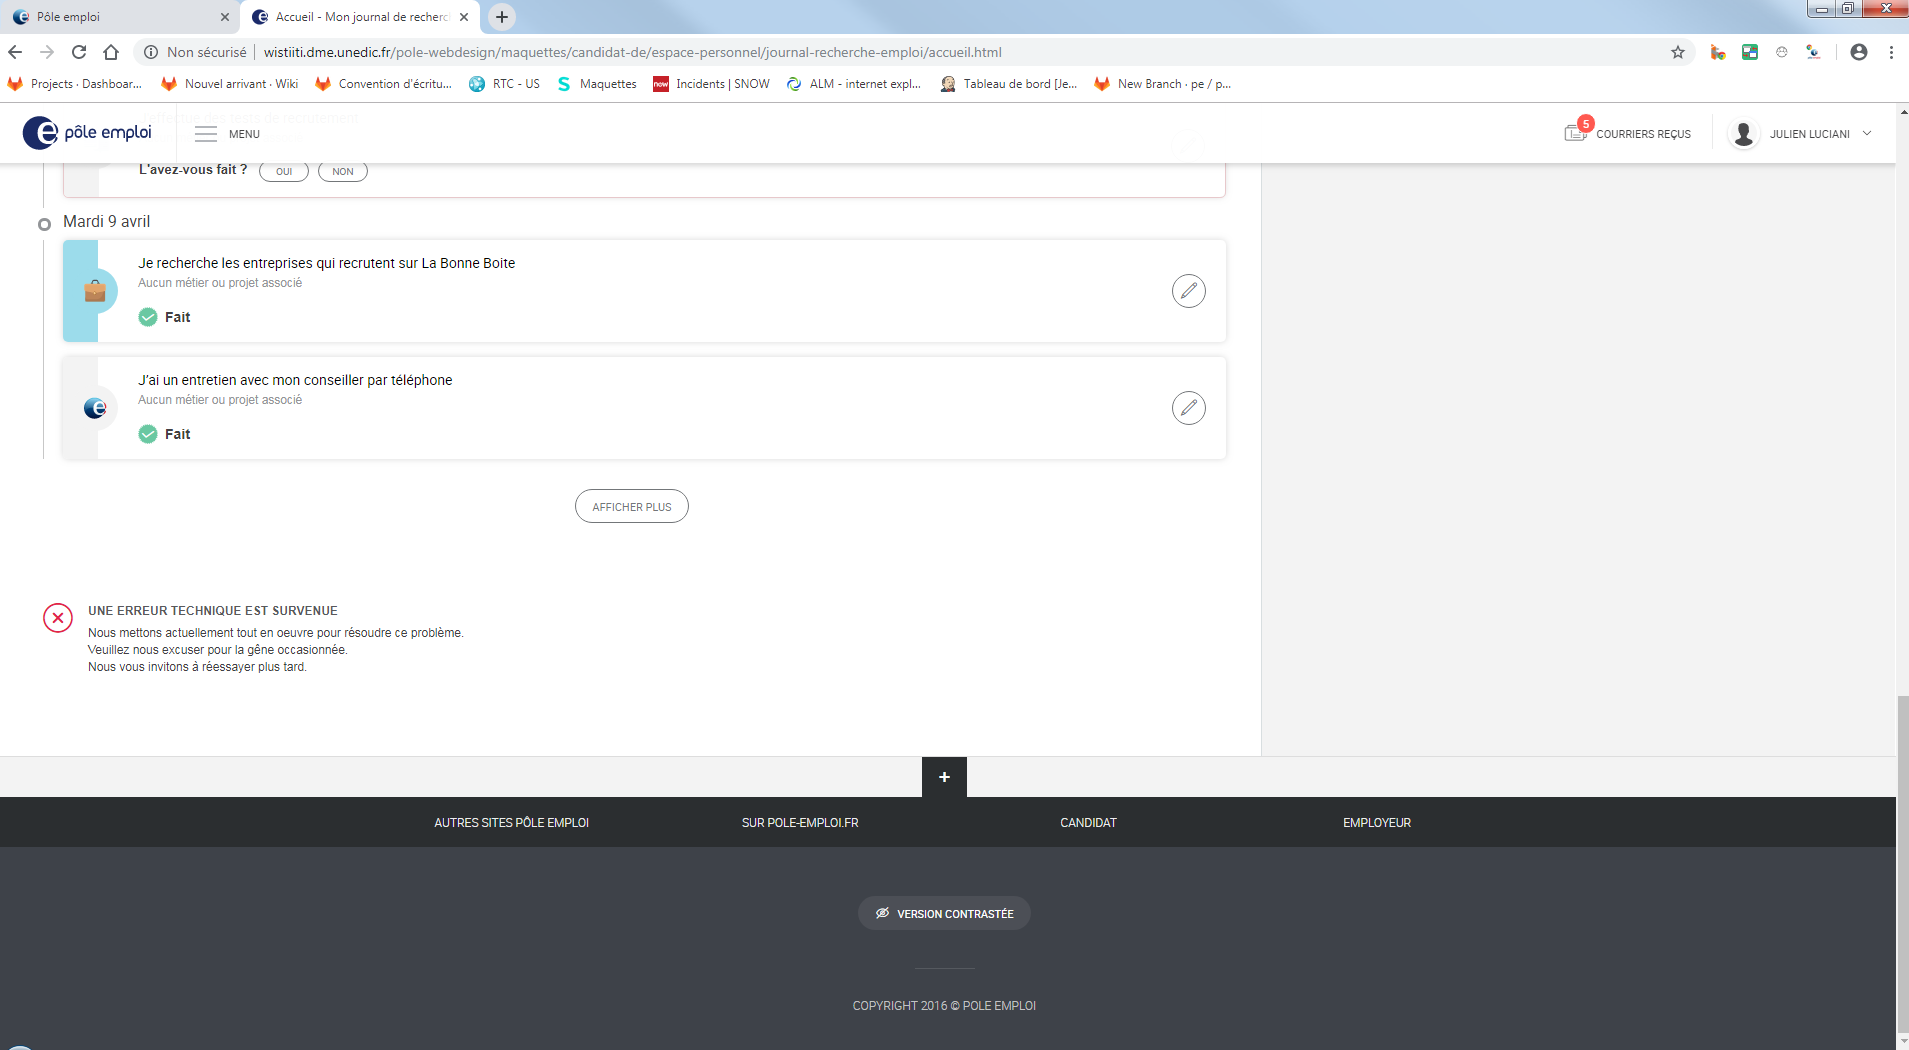 Pôle emploi
Accueil - Mon journal de recherc
Non sécurisé
wistiiti.dme.unedic.fr/pole-webdesign/maquettes/candidat-de/espace-personnel/journal-recherche-emploi/accueil.html
Projects · Dashboar...
Nouvel arrivant · Wiki
Convention d'écritu...
RTC - US
Maquettes
now
Incidents | SNOW
ALM - internet expl...
Tableau de bord [Je...
New Branch · pe / p...
pôle emploi
MENU
5
COURRIERS REÇUS
JULIEN LUCIANI
L'avez-vous fait ?
OUI
NON
Mardi 9 avril
Je recherche les entreprises qui recrutent sur La Bonne Boite
Aucun métier ou projet associé
Fait
J'ai un entretien avec mon conseiller par téléphone
Aucun métier ou projet associé
Fait
AFFICHER PLUS
UNE ERREUR TECHNIQUE EST SURVENUE
Nous mettons actuellement tout en oeuvre pour résoudre ce problème.
Veuillez nous excuser pour la gêne occasionnée.
Nous vous invitons à réessayer plus tard.
+
AUTRES SITES PÔLE EMPLOI
SUR POLE-EMPLOI.FR
CANDIDAT
EMPLOYEUR
VERSION CONTRASTÉE
COPYRIGHT 2016 © POLE EMPLOI